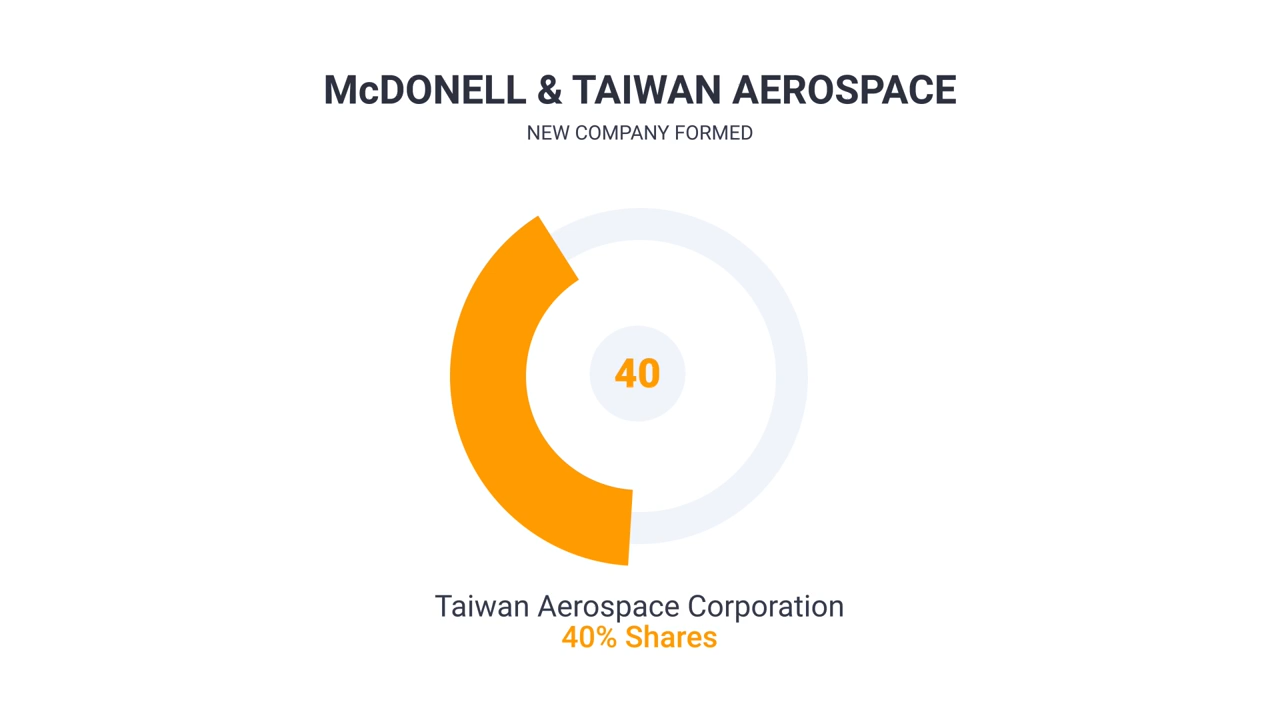 McDONELL & TAIWAN AEROSPACE
NEW COMPANY FORMED
40
Taiwan Aerospace Corporation
40% Shares